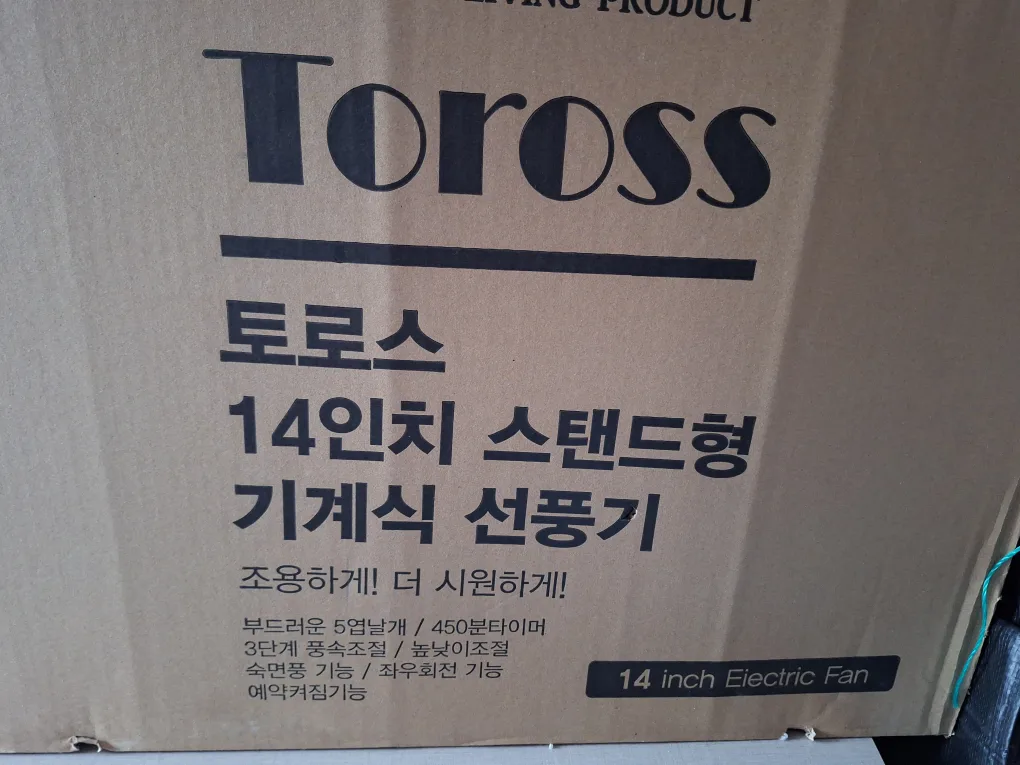 LIVING PRODUCT
Toross
토로스
14인치 스탠드형
기계식 선풍기
조용하게! 더 시원하게!
부드러운 5엽날개 / 450분타이머
3단계 풍속조절 / 높낮이조절
숙면풍 기능 / 좌우회전 기능
예약켜짐기능
14 inch Eiectric Fan